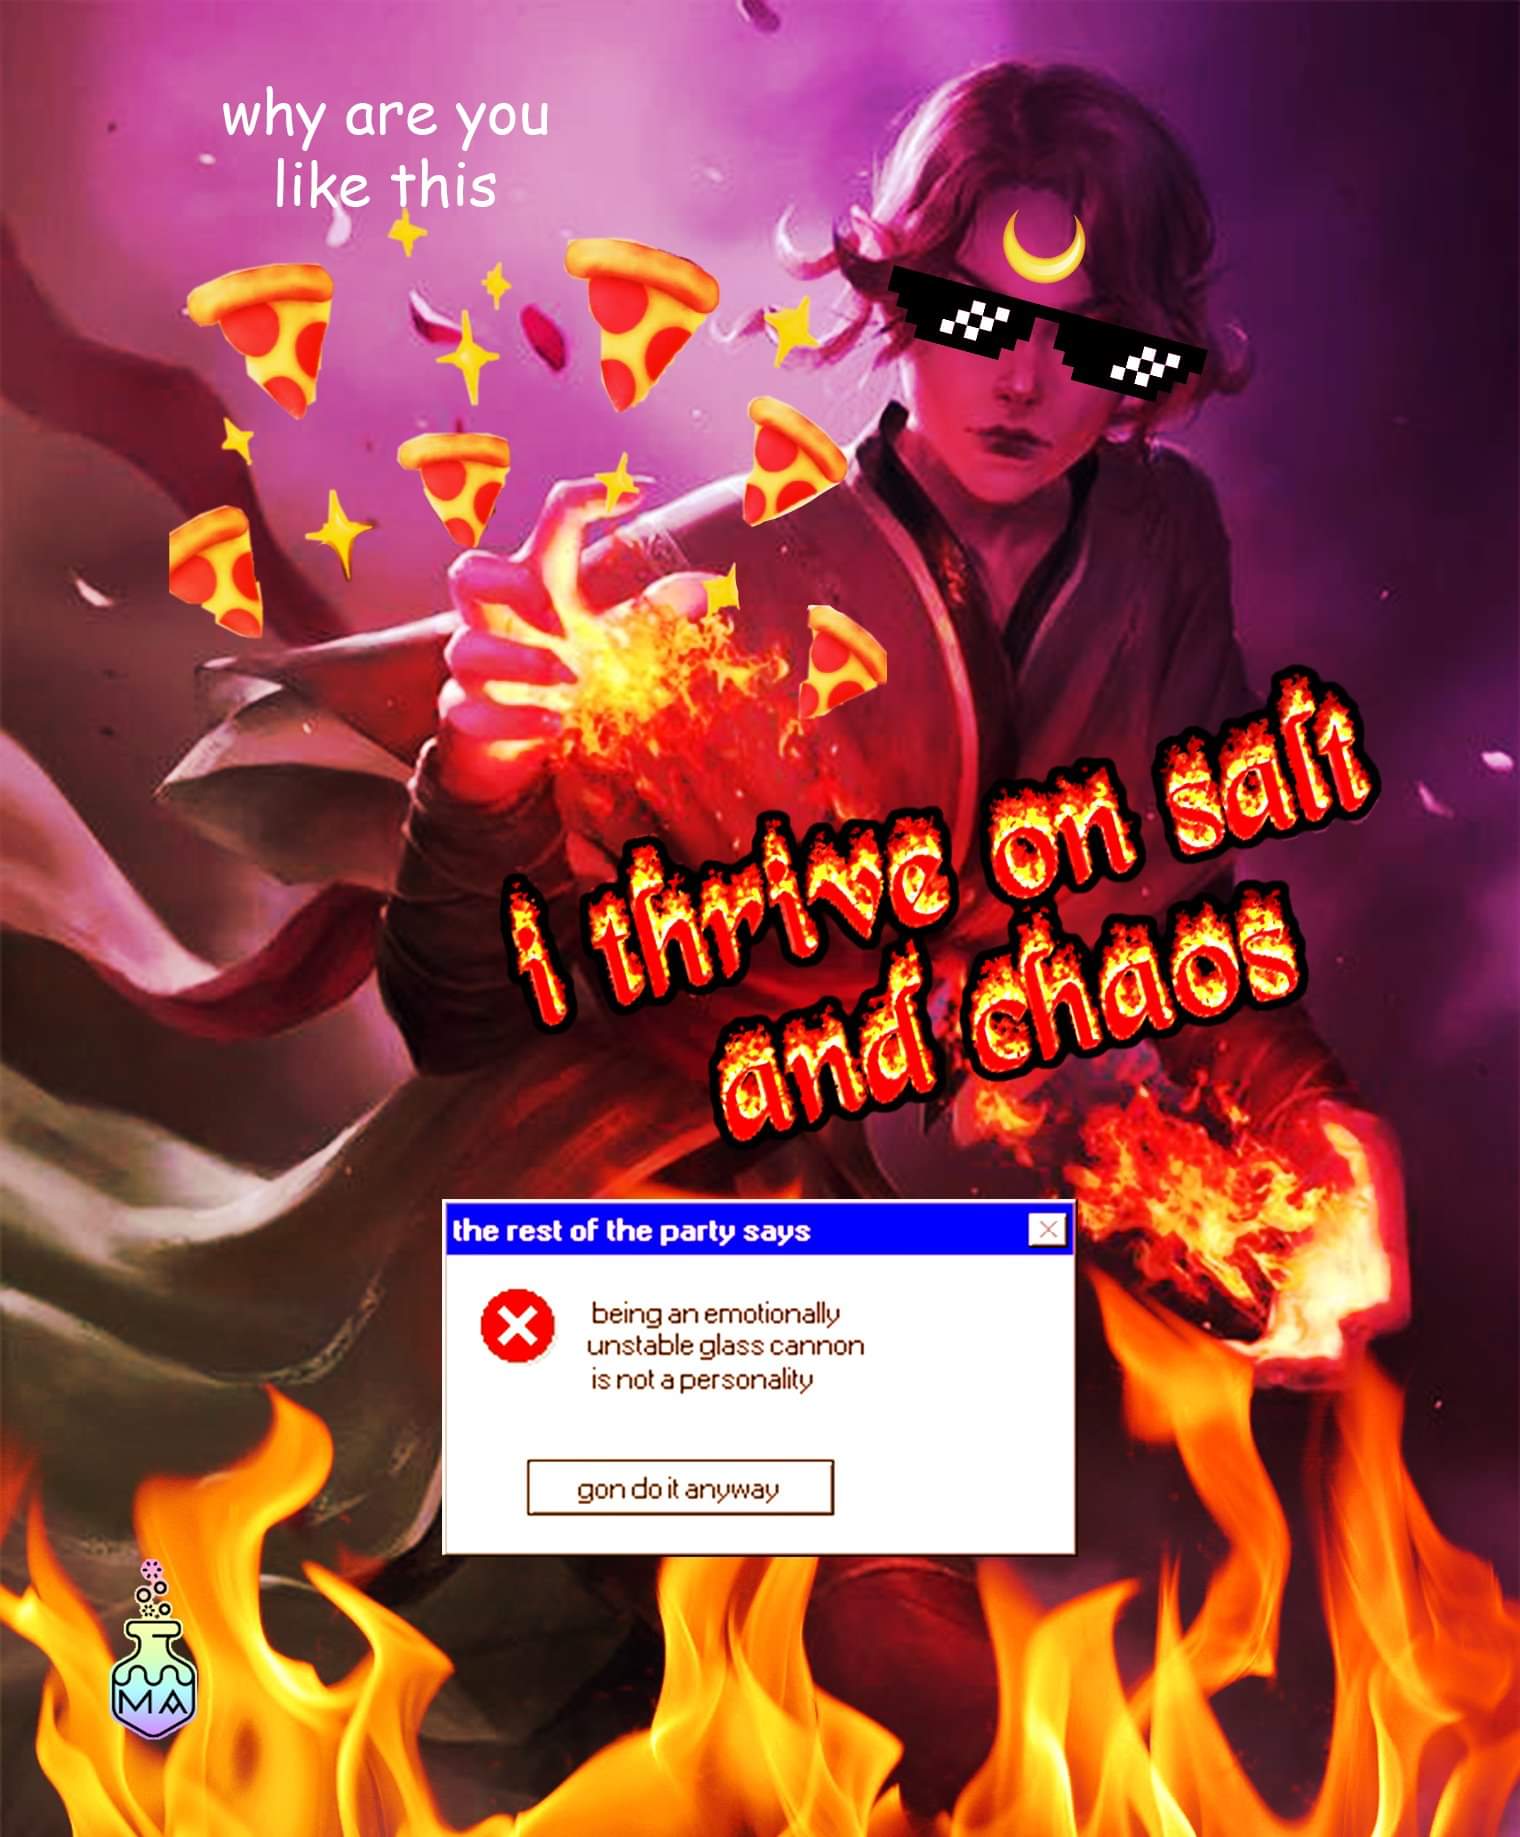 why are you
like this
i thrive on salt
and chaos
the rest of the party says
being an emotionally
unstable glass cannon
is not a personality
gon do it anyway
MA